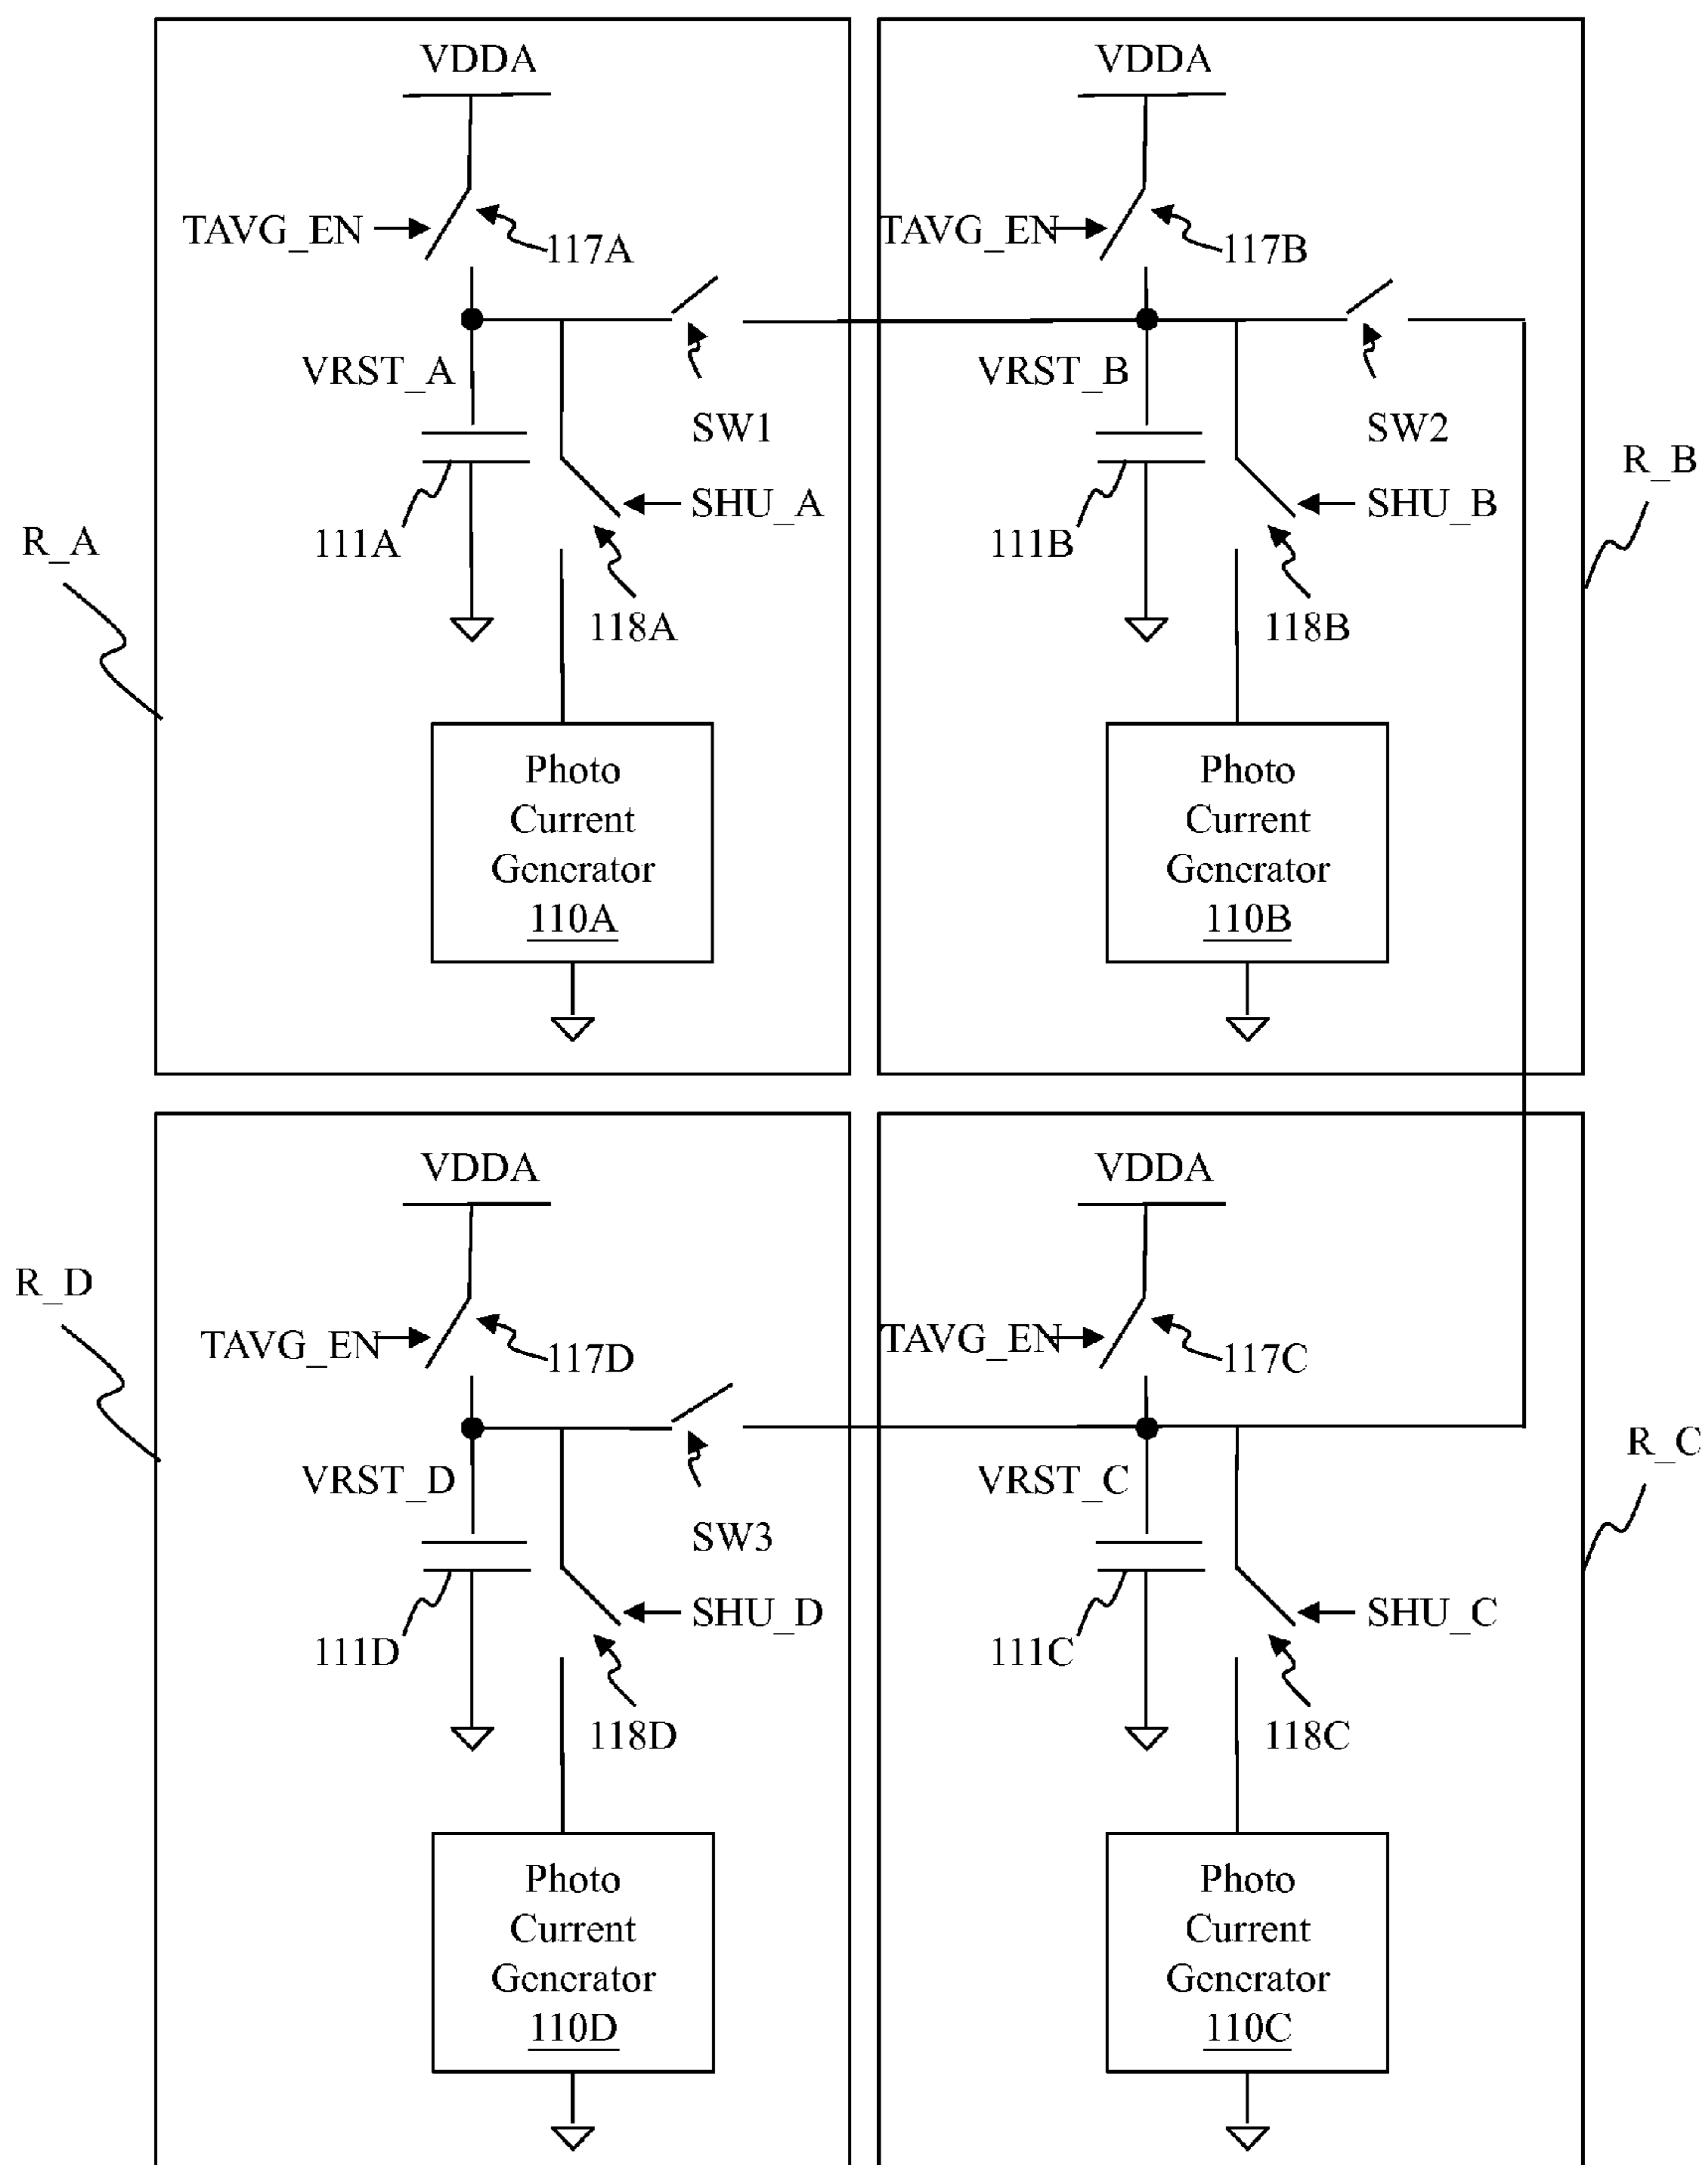 VDDA
TAVG_EN
117A
VRST_A
SW1
111A
SHU_A
118A
R_A
Photo
Current
Generator
110A
VDDA
TAVG_EN
117B
VRST_B
SW2
111B
SHU_B
118B
R_B
Photo
Current
Generator
110B
VDDA
TAVG_EN
117D
R_D
VRST_D
SW3
111D
SHU_D
118D
Photo
Current
Generator
110D
VDDA
TAVG_EN
117C
VRST_C
R_C
111C
SHU_C
118C
Photo
Current
Generator
110C